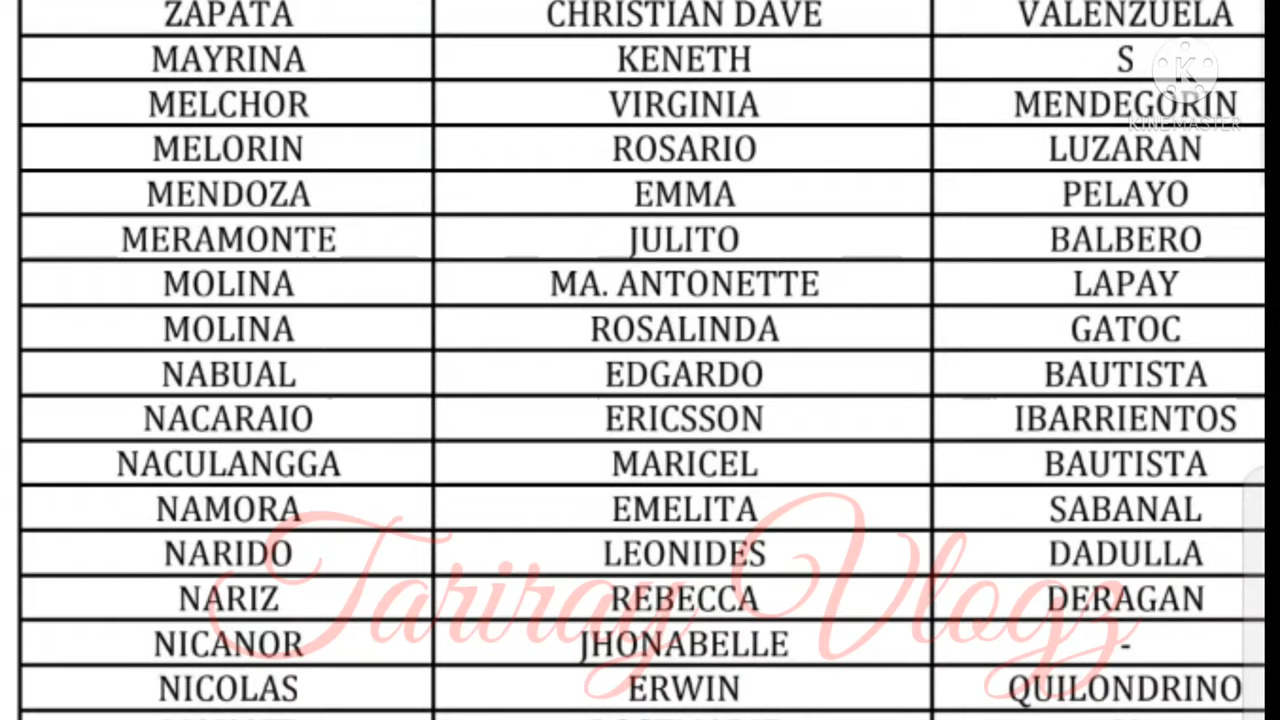 ZAPATA CHRISTIAN DAVE VALENZUELA
MAYRINA KENETH S
MELCHOR VIRGINIA MENDEGORIN
KINEMASTER
MELORIN ROSARIO LUZARAN
MENDOZA EMMA PELAYO
MERAMONTE JULITO BALBERO
MOLINA MA. ANTONETTE LAPAY
MOLINA ROSALINDA GATOC
NABUAL EDGARDO BAUTISTA
NACARAIO ERICSSON IBARRIENTOS
NACULANGGA MARICEL BAUTISTA
NAMORA EMELITA SABANAL
NARIDO LEONIDES DADULLA
Tariray Vlogz
NARIZ REBECCA DERAGAN
NICANOR JHONABELLE -
NICOLAS ERWIN QUILONDRINO